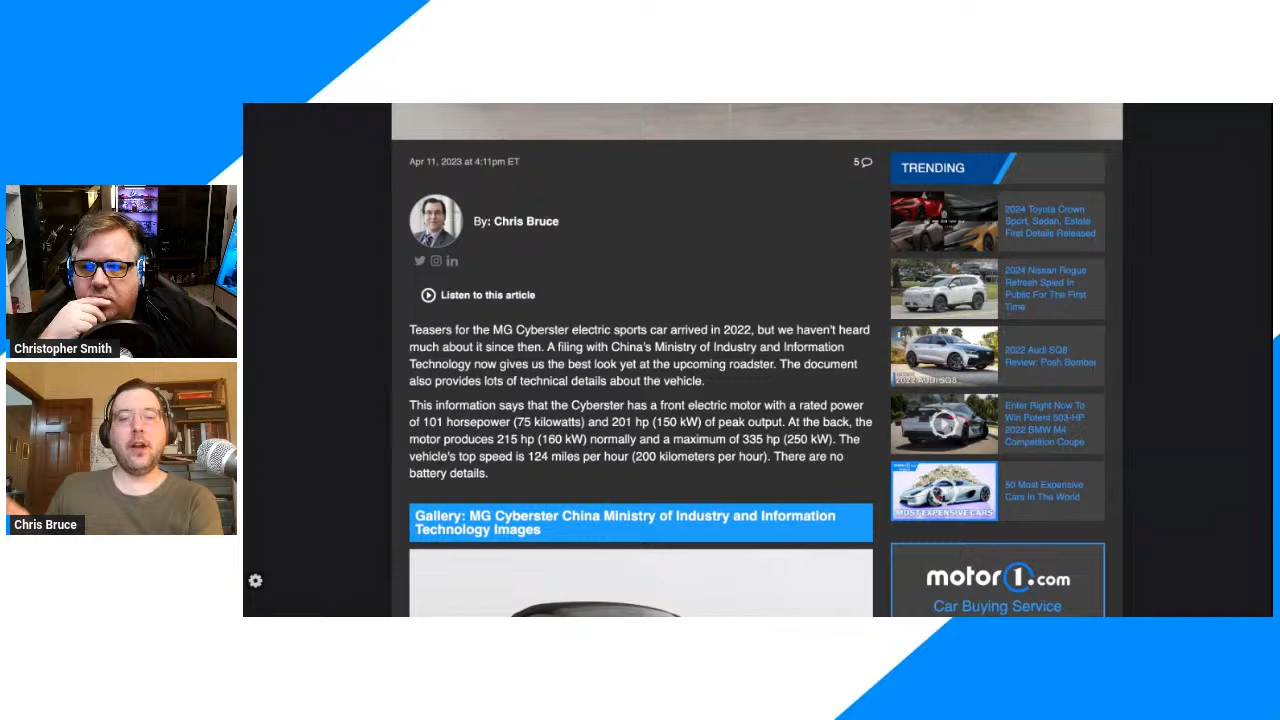 Christopher Smith
Chris Bruce
Apr 11, 2023 at 4:11pm ET
5
By: Chris Bruce
Listen to this article
Teasers for the MG Cyberster electric sports car arrived in 2022, but we haven't heard
much about it since then. A filing with China's Ministry of Industry and Information
Technology now gives us the best look yet at the upcoming roadster. The document
also provides lots of technical details about the vehicle.
This information says that the Cyberster has a front electric motor with a rated power
of 101 horsepower (75 kilowatts) and 201 hp (150 kW) of peak output. At the back, the
motor produces 215 hp (160 kW) normally and a maximum of 335 hp (250 kW). The
vehicle's top speed is 124 miles per hour (200 kilometers per hour). There are no
battery details.
Gallery: MG Cyberster China Ministry of Industry and Information
Technology Images
TRENDING
2024 Toyota Crown
Sport, Sedan, Estate
First Details Released
2024 Nissan Rogue
Refresh Spied In
Public For The First
Time
2022 AUDI SQ8
2022 Audi SQ8
Review: Posh Bomber
Enter Right Now To
Win Potent 503-HP
2022 BMW M4
Competition Coupe
MOST EXPENSIVE CARS
50 Most Expensive
Cars In The World
motor1.com
Car Buying Service